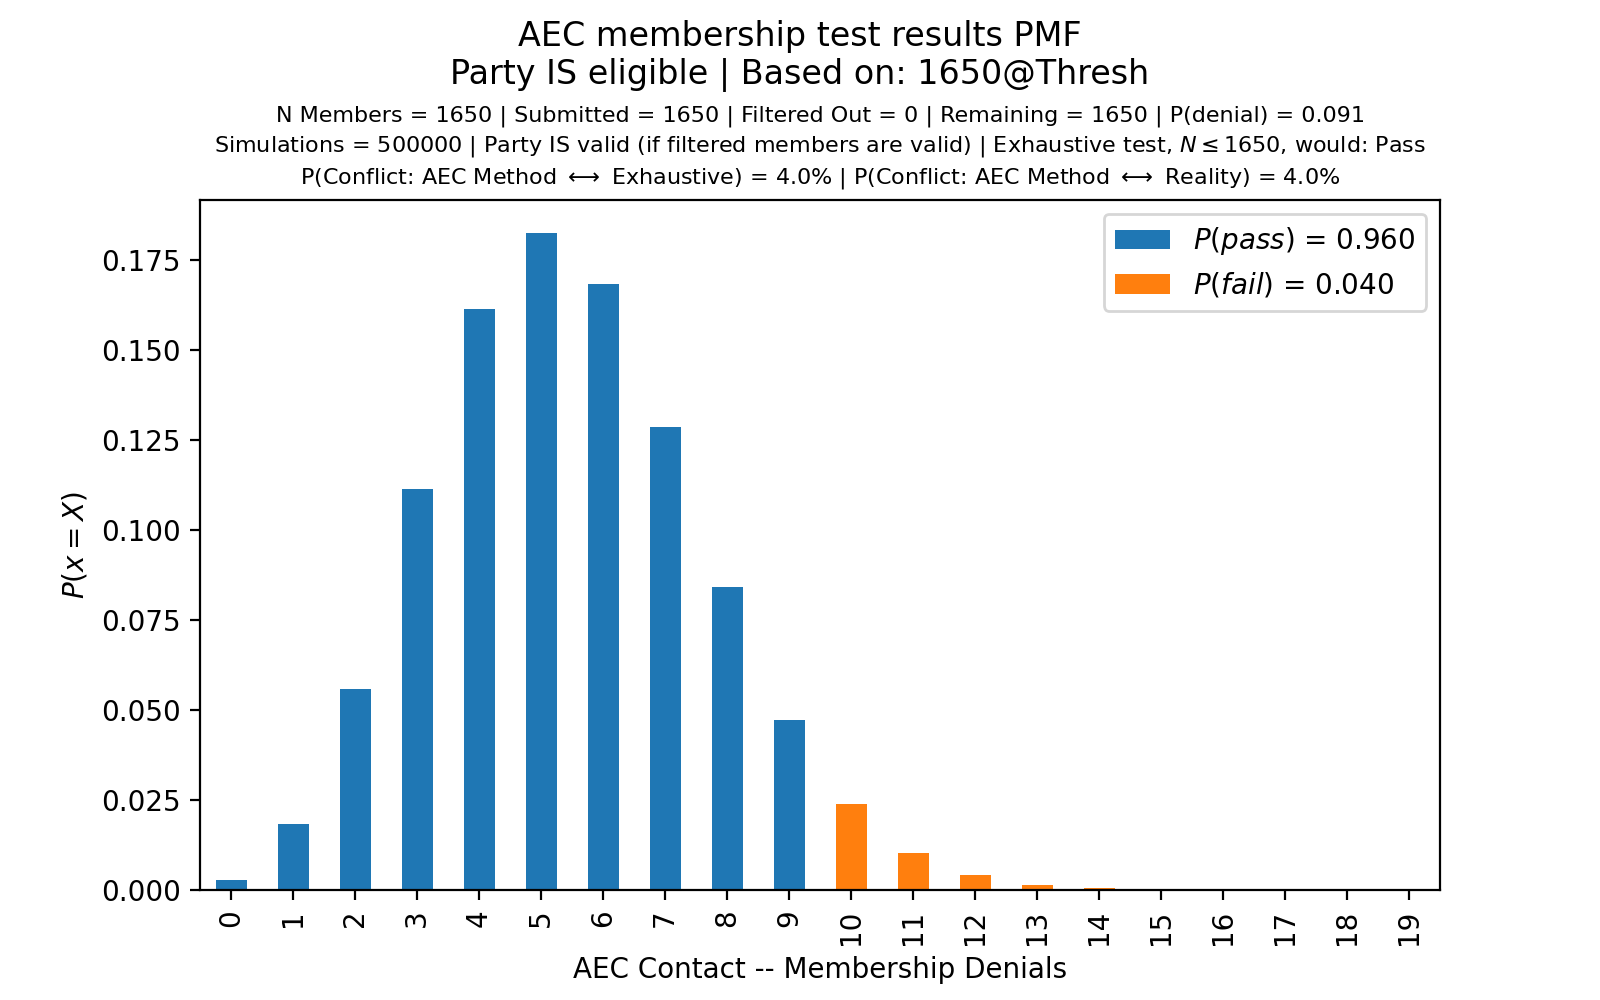 AEC membership test results PMF
Party IS eligible | Based on: 1650@Thresh
N Members = 1650 | Submitted = 1650 | Filtered Out = 0 | Remaining = 1650 | P(denial) = 0.091
Simulations = 500000 | Party IS valid (if filtered members are valid) | Exhaustive test, N ≤ 1650, would: Pass
P(Conflict: AEC Method ⟷ Exhaustive) = 4.0% | P(Conflict: AEC Method ⟷ Reality) = 4.0%
P(pass) = 0.960
P(fail) = 0.040
0.175
0.150
0.125
0.100
0.075
0.050
0.025
0.000
P(x = X)
0 1 2 3 4 5 6 7 8 9 10 11 12 13 14 15 16 17 18 19
AEC Contact -- Membership Denials